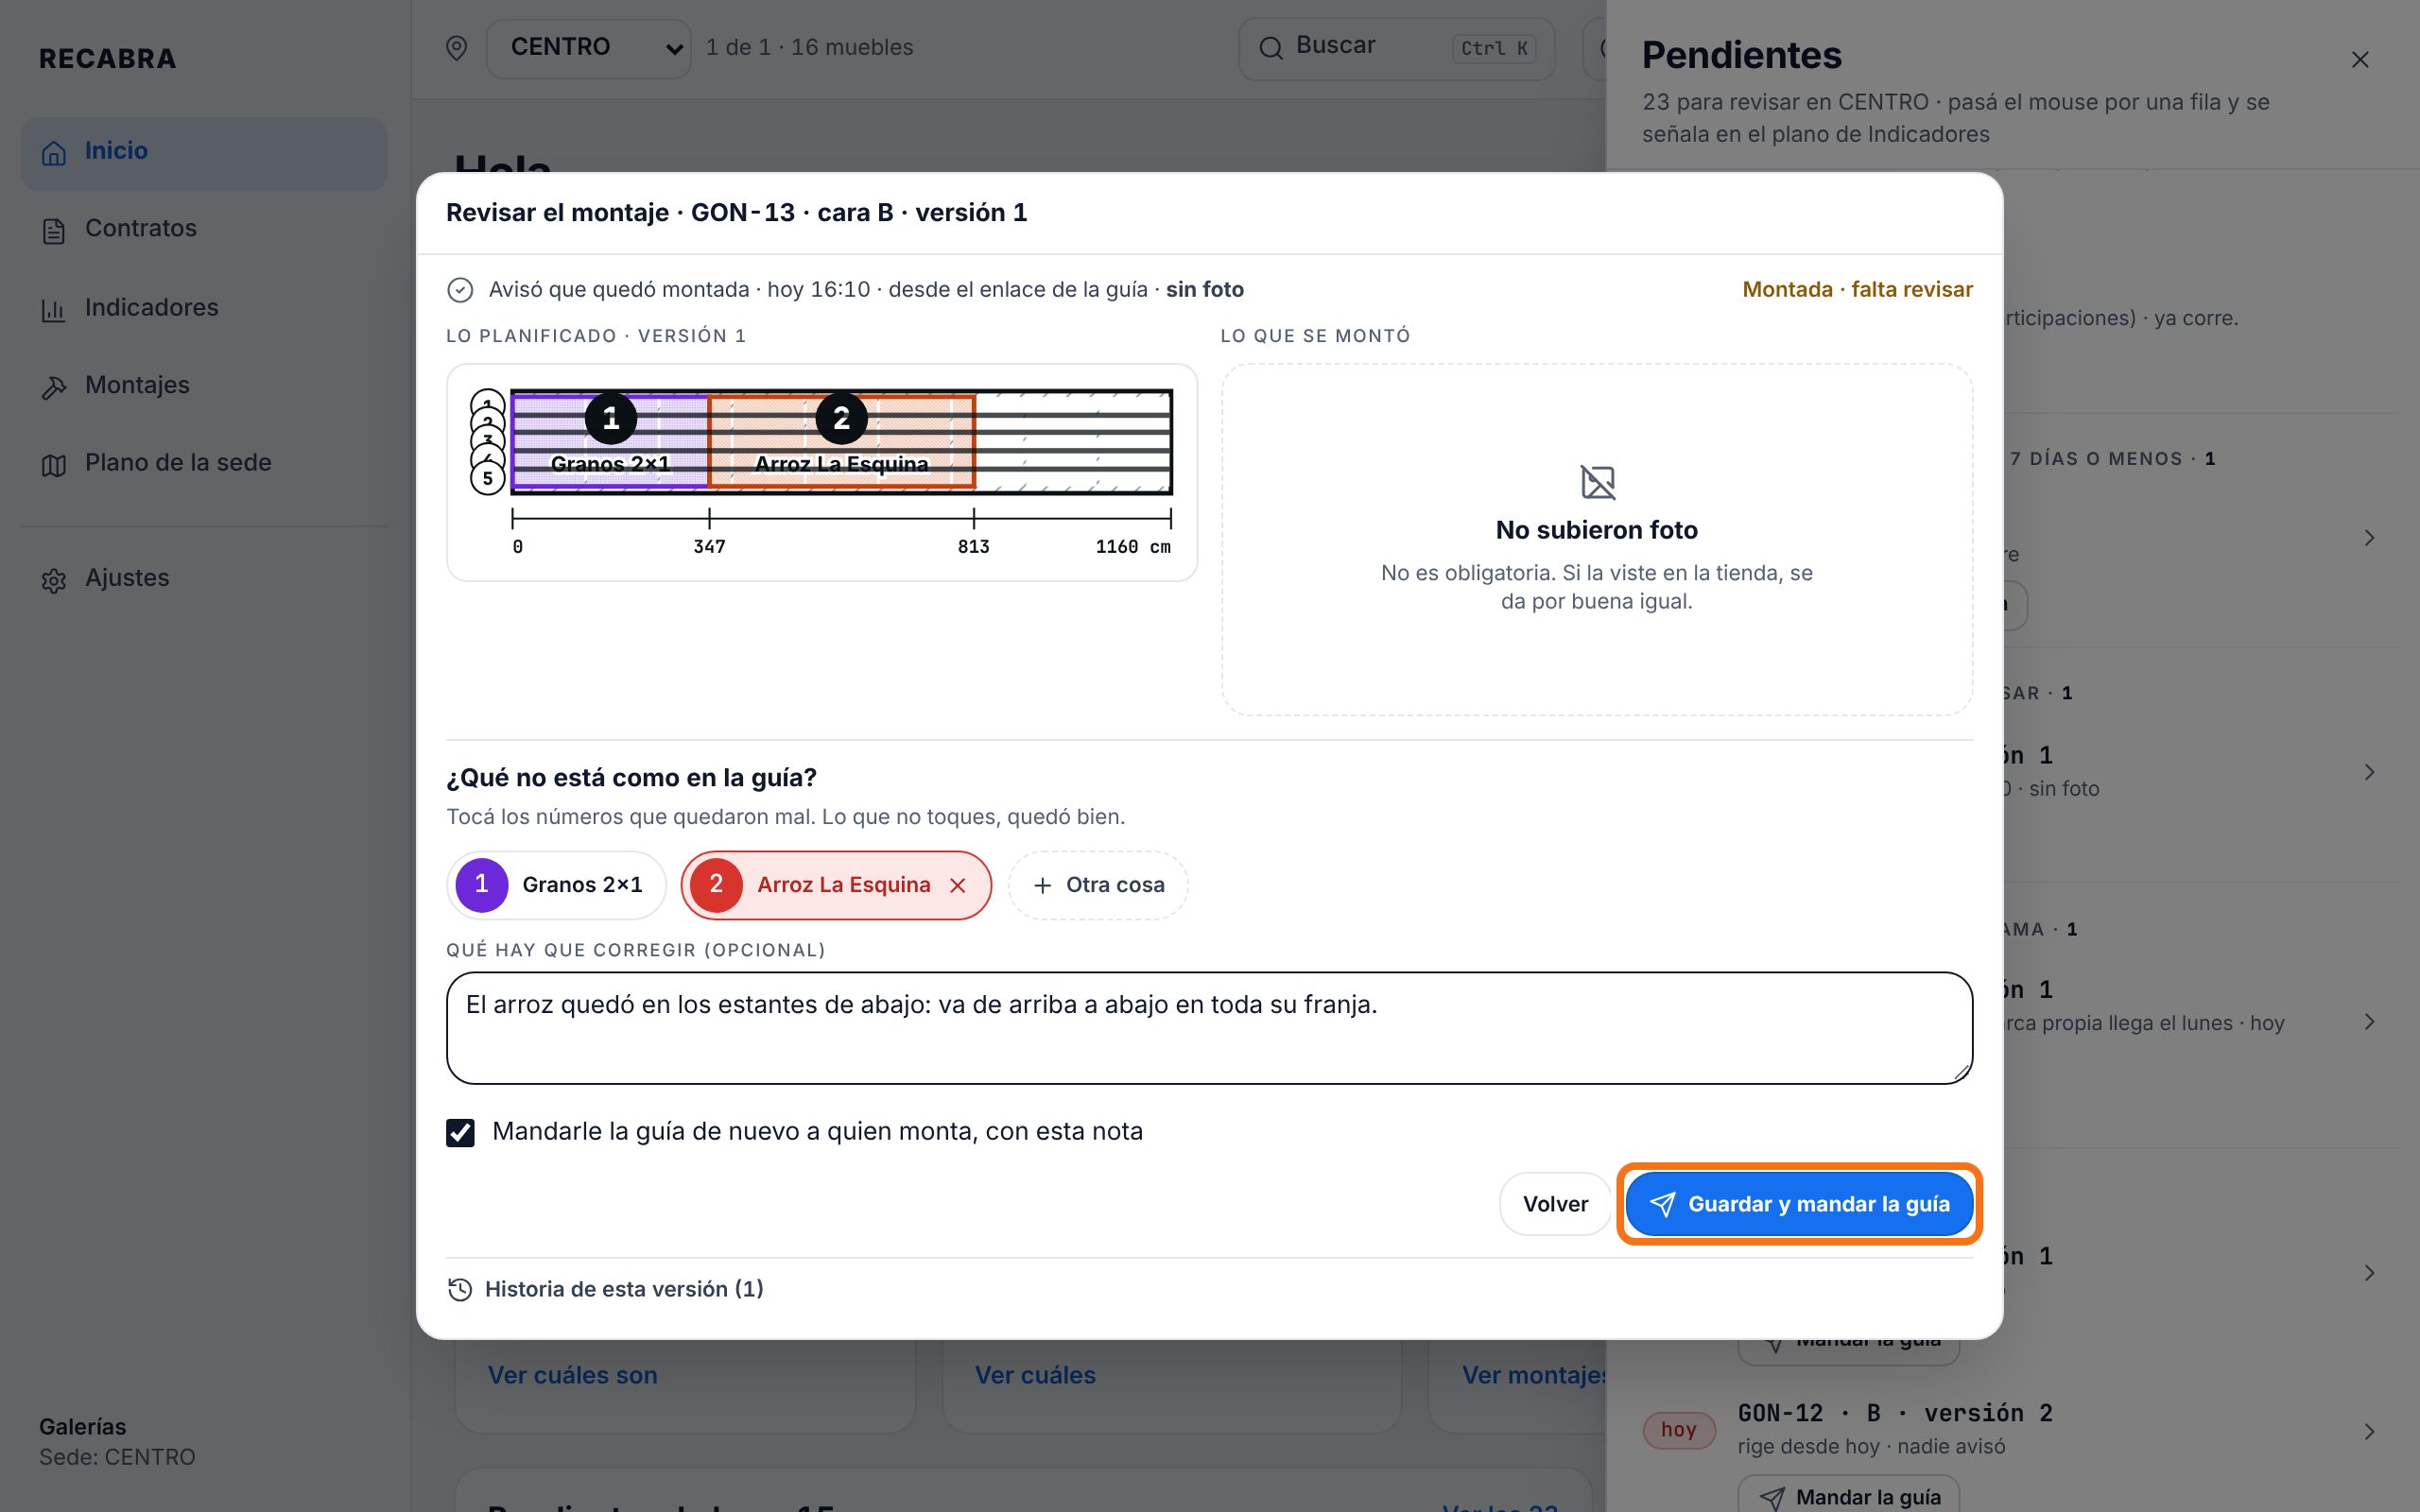 RECABRA
Inicio
Contratos
Indicadores
Montajes
Plano de la sede
Ajustes
Galerías
Sede: CENTRO
CENTRO
1 de 1 · 16 muebles
Buscar
Ctrl K
Hola
Pendientes
23 para revisar en CENTRO · pasá el mouse por una fila y se
señala en el plano de Indicadores
Revisar el montaje · GON-13 · cara B · versión 1
Avisó que quedó montada · hoy 16:10 · desde el enlace de la guía · sin foto
Montada · falta revisar
LO PLANIFICADO · VERSIÓN 1
1
2
3
4
5
1
2
Granos 2×1
Arroz La Esquina
0
347
813
1160 cm
LO QUE SE MONTÓ
No subieron foto
No es obligatoria. Si la viste en la tienda, se
da por buena igual.
¿Qué no está como en la guía?
Tocá los números que quedaron mal. Lo que no toques, quedó bien.
1 Granos 2×1
2 Arroz La Esquina
Otra cosa
QUÉ HAY QUE CORREGIR (OPCIONAL)
El arroz quedó en los estantes de abajo: va de arriba a abajo en toda su franja.
Mandarle la guía de nuevo a quien monta, con esta nota
Volver
Guardar y mandar la guía
Historia de esta versión (1)
· ya corre.
7 DÍAS O MENOS · 1
· 1
1
· sin foto
· 1
1
propia llega el lunes · hoy
1
Mandar la guía
hoy
GON-12 · B · versión 2
rige desde hoy · nadie avisó
Mandar la guía
Ver cuáles son
Ver cuáles
Ver montajes